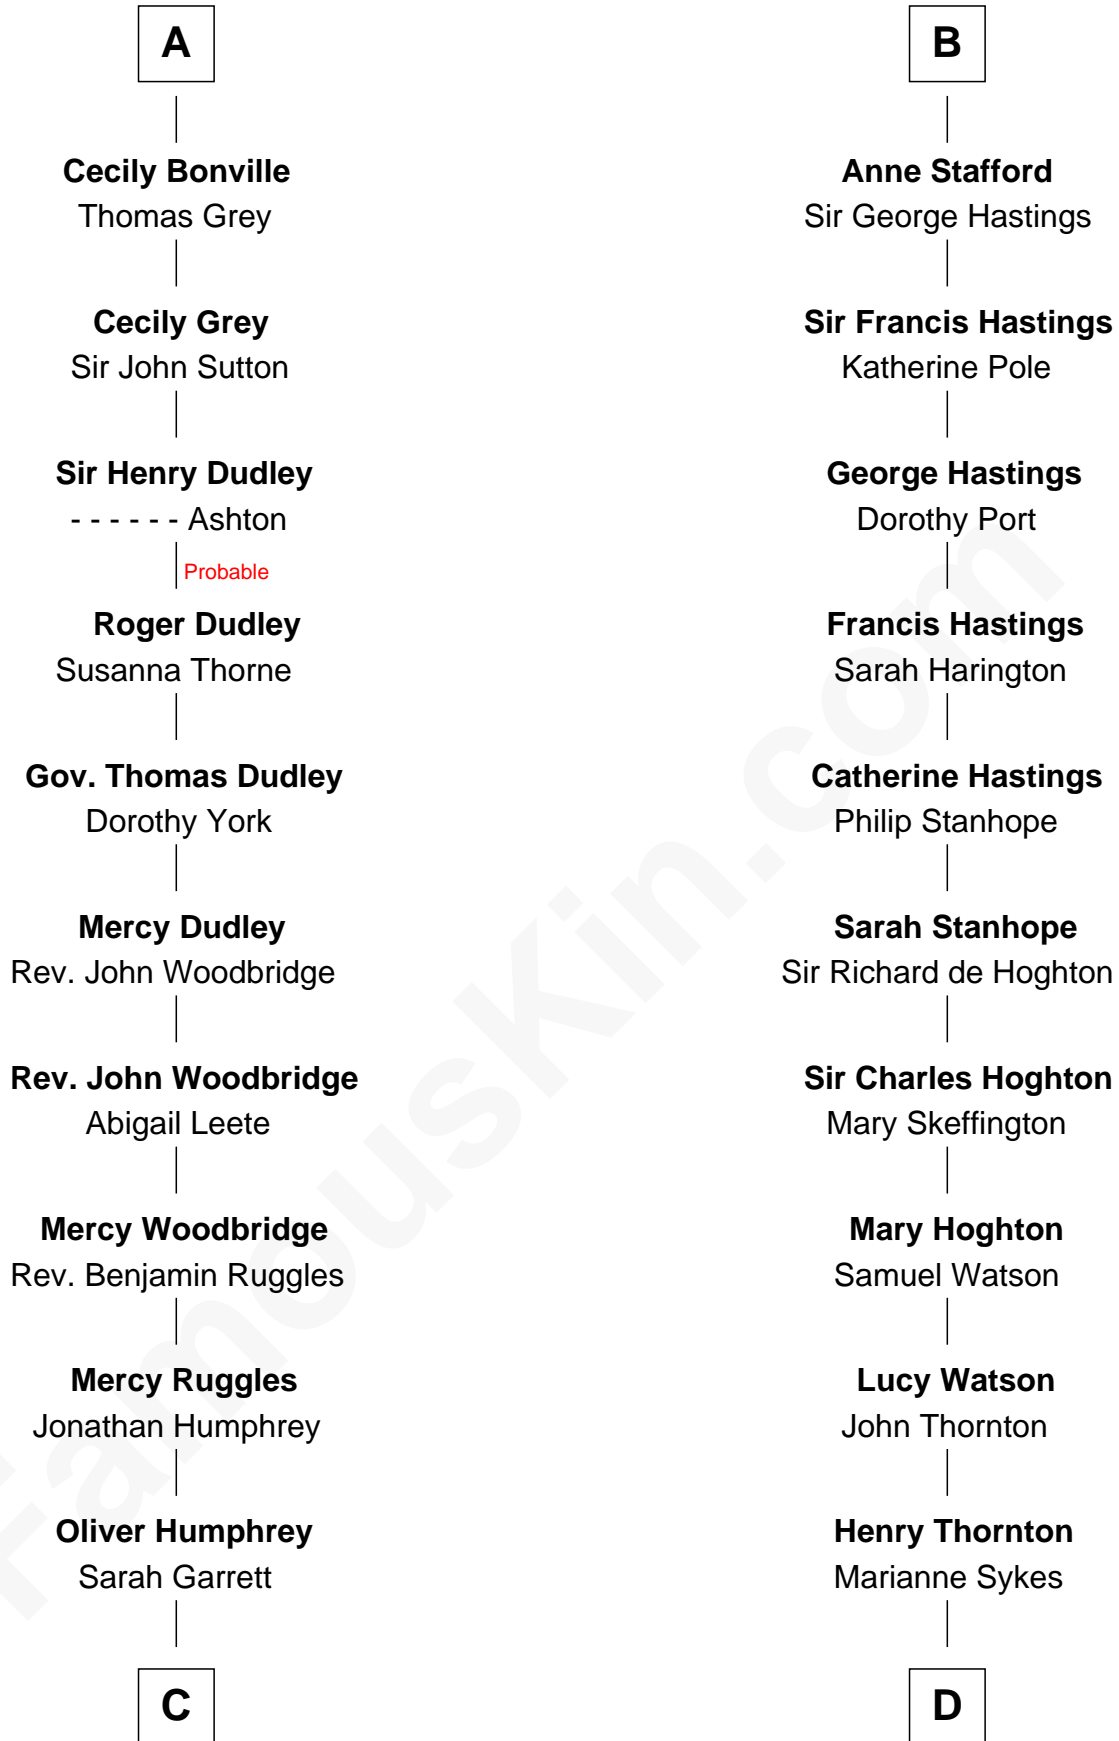 A
Cecily Bonville
Thomas Grey
Cecily Grey
Sir John Sutton
Sir Henry Dudley
- - - - - - Ashton
Probable
Roger Dudley
Susanna Thorne
Gov. Thomas Dudley
Dorothy York
Mercy Dudley
Rev. John Woodbridge
Rev. John Woodbridge
Abigail Leete
Mercy Woodbridge
Rev. Benjamin Ruggles
Mercy Ruggles
Jonathan Humphrey
Oliver Humphrey
Sarah Garrett
C
B
Anne Stafford
Sir George Hastings
Sir Francis Hastings
Katherine Pole
George Hastings
Dorothy Port
Francis Hastings
Sarah Harington
Catherine Hastings
Philip Stanhope
Sarah Stanhope
Sir Richard de Hoghton
Sir Charles Hoghton
Mary Skeffington
Mary Hoghton
Samuel Watson
Lucy Watson
John Thornton
Henry Thornton
Marianne Sykes
D
FamousKin.com